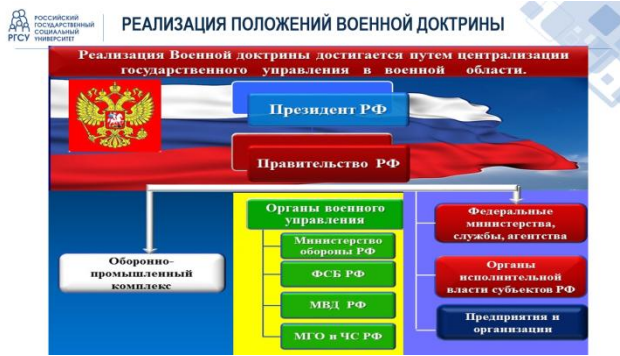 РОССИЙСКИЙ
ГОСУДАРСТВЕННЫЙ
СОЦИАЛЬНЫЙ
УНИВЕРСИТЕТ
РГСУ
РЕАЛИЗАЦИЯ ПОЛОЖЕНИЙ ВОЕННОЙ ДОКТРИНЫ
Реализация Военной доктрины достигается путем централизации
государственного управления в военной области.
Президент РФ
Правительство РФ
Оборонно-
промышленный
комплекс
Органы военного
управления
Министерство
обороны РФ
ФСБ РФ
МВД РФ
МГО и ЧС РФ
Федеральные
министерства,
службы, агентства
Органы
исполнительной
власти субъектов РФ
Предприятия и
организации